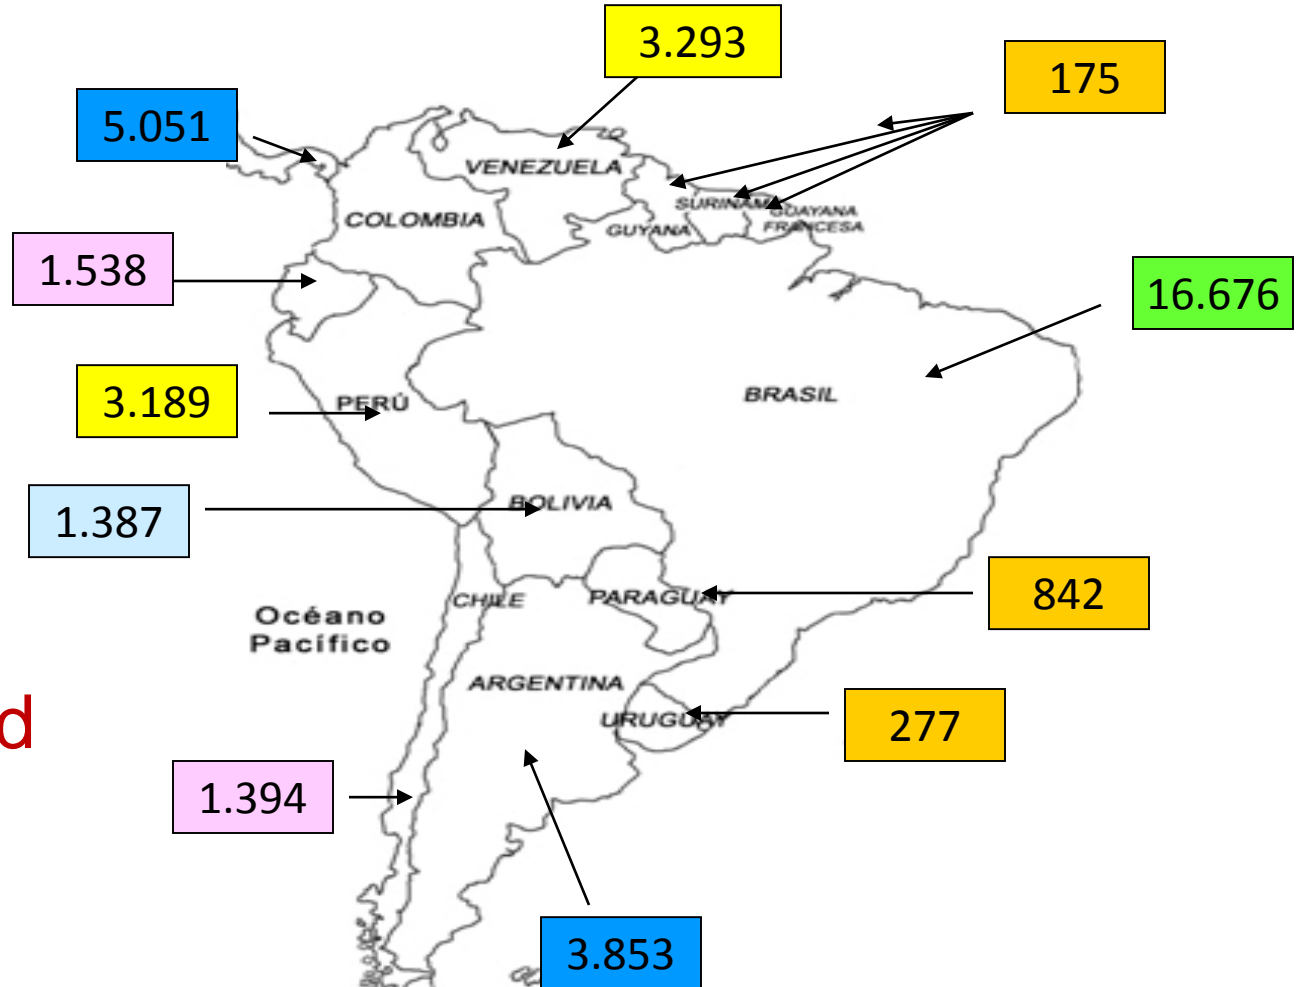 3.293
175
5.051
VENEZUELA
SURINAM
GUAYANA
FRANCESA
COLOMBIA
GUYANA
1.538
16.676
3.189
PERÚ
BRASIL
1.387
BOLIVIA
842
CHILE
PARAGUAY
Océano
Pacífico
ARGENTINA
d
URUGUAY
277
1.394
3.853